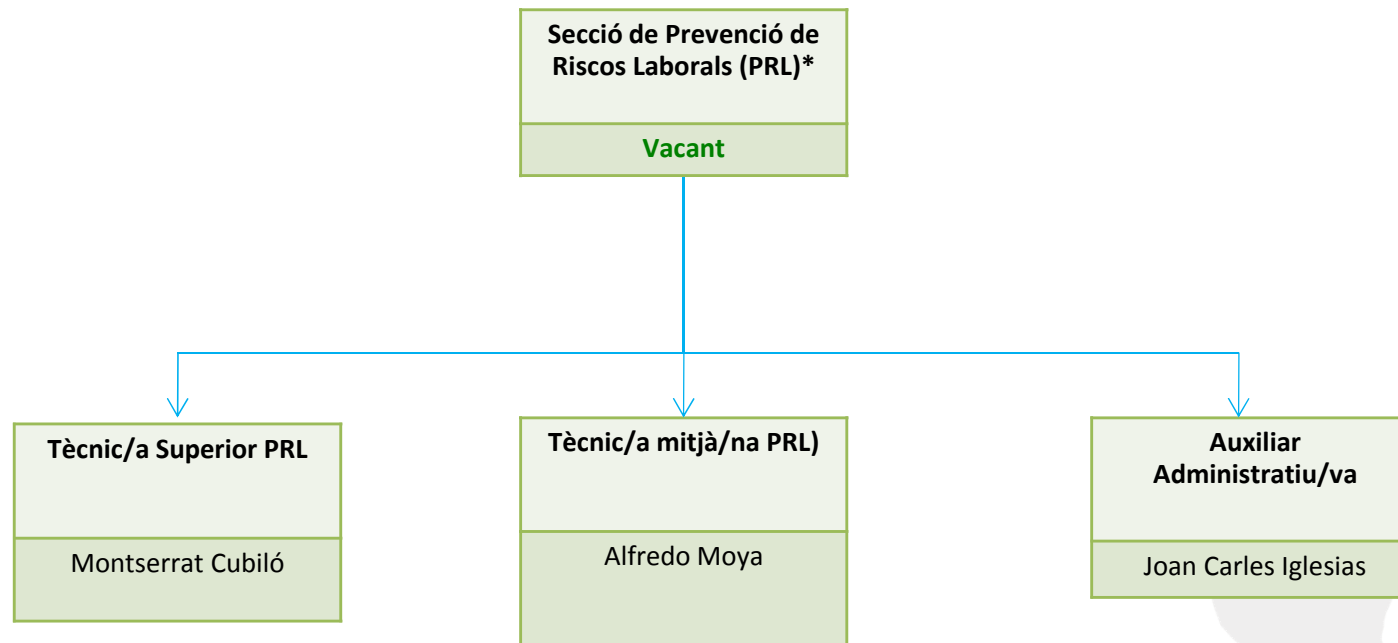 Secció de Prevenció de
Riscos Laborals (PRL)*
Vacant
Tècnic/a Superior PRL
Montserrat Cubiló
Tècnic/a mitjà/na PRL)
Alfredo Moya
Auxiliar
Administratiu/va
Joan Carles Iglesias